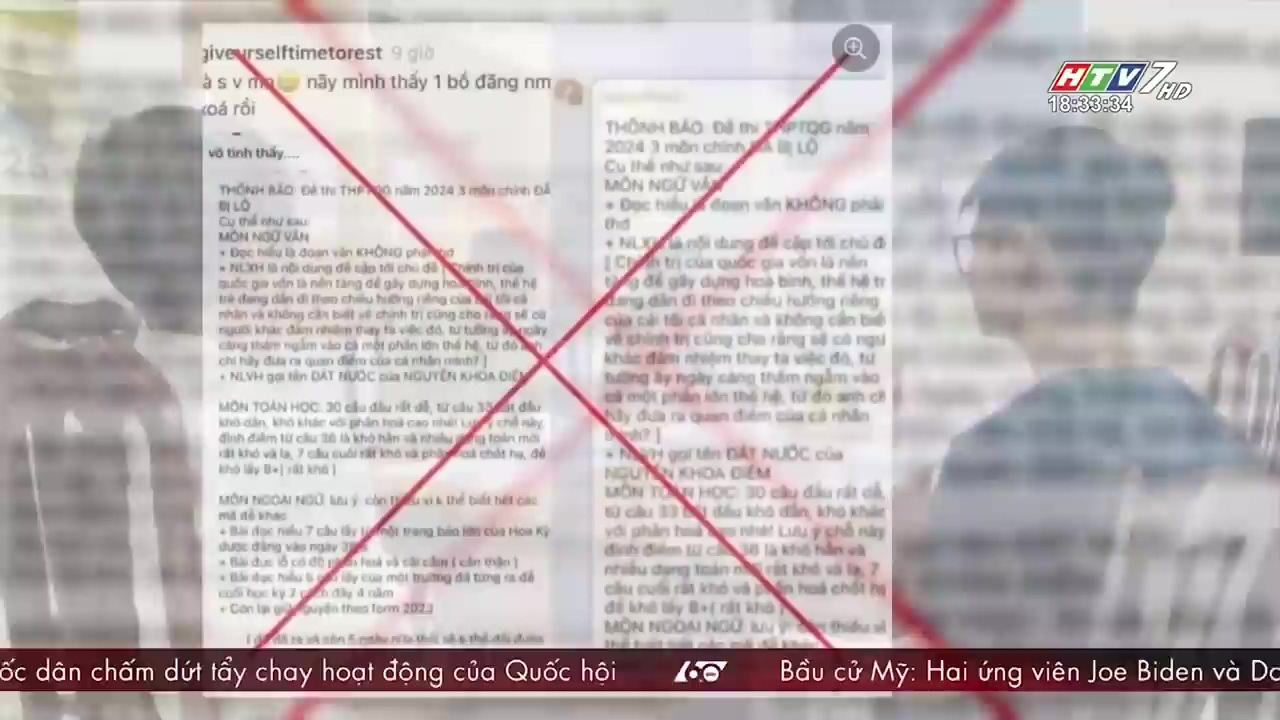 giveurselftimetorest 9 giờ
à s v ma😅 nãy mình thấy 1 bồ đăng nm
xoá rồi
vô tình thấy....
THÔNG BÁO: Đề thi THPTQG năm 2024 3 môn chính ĐÃ
BỊ LỘ
Cụ thể như sau:
MÔN NGỮ VĂN
+ Đọc hiểu là đoạn văn KHÔNG phải thơ
+ NLXH là nội dung đề cập tới chủ đề [ Chính trị của
quốc gia vốn là nền tảng để gây dựng hoà bình, thế hệ
trẻ đang dần đi theo chiều hướng riêng của cái tôi cá
nhân và không cần biết về chính trị cũng cho rằng sẽ có
người khác đảm nhiệm thay ta việc đó, tư tưởng ấy ngày
càng thấm ngầm vào cả một phần lớn thế hệ, từ đó anh
chị hãy đưa ra quan điểm của cá nhân mình? ]
+ NLVH gọi tên ĐẤT NƯỚC của NGUYỄN KHOA ĐIỀM
MÔN TOÁN HỌC: 30 câu đầu rất dễ, từ câu 33 bắt đầu
khó dần, khó khác với phân hoá cao nhé! Lưu ý chỗ này,
đỉnh điểm từ câu 36 là khó hẳn và nhiều dạng toán mới
rất khó và lạ, 7 câu cuối rất khó và phân hoá chốt hạ, đề
khó lấy 8+( rất khó )
MÔN NGOẠI NGỮ: lưu ý: còn thiếu vì k thể biết hết các
mã đề khác
+ Bài đọc hiểu 7 câu lấy từ một trang báo lớn của Hoa Kỳ
được đăng vào ngày
+ Bài đục lỗ có độ phân hoá và cài cắm ( cẩn thận )
+ Bài đọc hiểu 5 câu lấy của một trường đã từng ra đề
cuối học kỳ 2 cách đây 4 năm
+ Còn lại giữ nguyên theo form 2023
THÔNG BÁO: Đề thi THPTQG năm
2024 3 môn chính ĐÃ BỊ LỘ
Cụ thể như sau:
MÔN NGỮ VĂN
+ Đọc hiểu là đoạn văn KHÔNG phải
thơ
+ NLXH là nội dung đề cập tới chủ đề
[ Chính trị của quốc gia vốn là nền
tảng để gây dựng hoà bình, thế hệ tr
đang dần đi theo chiều hướng riêng
của cái tôi cá nhân và không cần biế
về chính trị cũng cho rằng sẽ có ngư
khác đảm nhiệm thay ta việc đó, tư
tưởng ấy ngày càng thấm ngầm vào
cả một phần lớn thế hệ, từ đó anh ch
hãy đưa ra quan điểm của cá nhân
mình? ]
+ NLVH gọi tên ĐẤT NƯỚC của
NGUYỄN KHOA ĐIỀM
MÔN TOÁN HỌC: 30 câu đầu rất dễ,
từ câu 33 bắt đầu khó dần, khó khác
với phân hoá cao nhé! Lưu ý chỗ này
đỉnh điểm từ câu 36 là khó hẳn và
nhiều dạng toán mới rất khó và lạ, 7
câu cuối rất khó và phân hoá chốt hạ
đề khó lấy 8+( rất khó )
MÔN NGOẠI NGỮ: lưu ý: còn thiếu vì
HTV7 HD
18:33:34
ốc dân chấm dứt tẩy chay hoạt động của Quốc hội 60 Bầu cử Mỹ: Hai ứng viên Joe Biden và Do